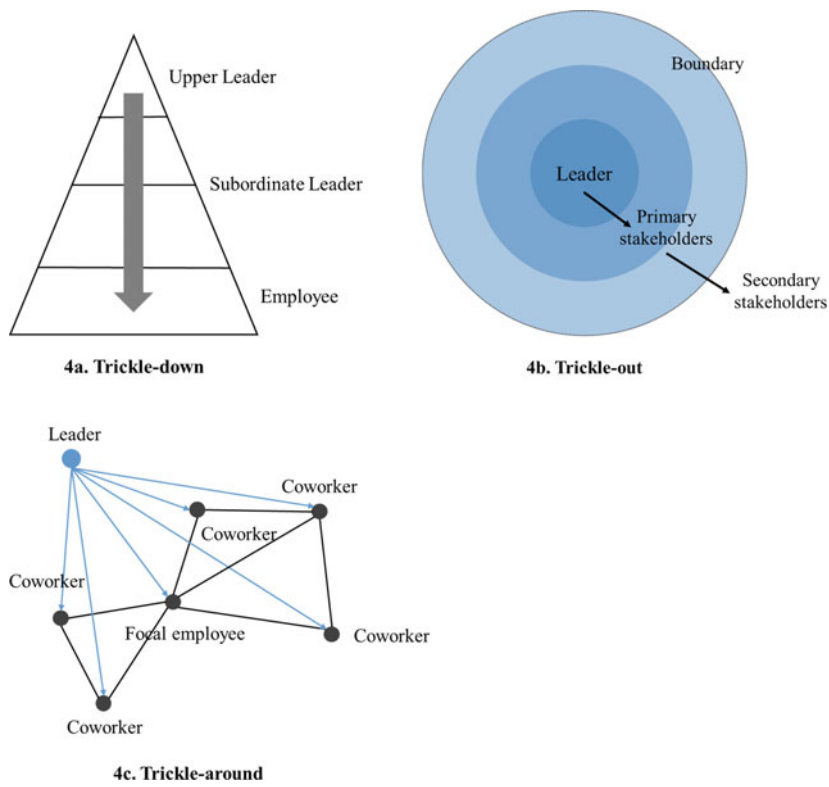 Upper Leader
Subordinate Leader
Employee
4a. Trickle-down
Boundary
Leader
Primary
stakeholders
Secondary
stakeholders
4b. Trickle-out
Leader
Coworker
Coworker
Coworker
Focal employee
Coworker
Coworker
4c. Trickle-around